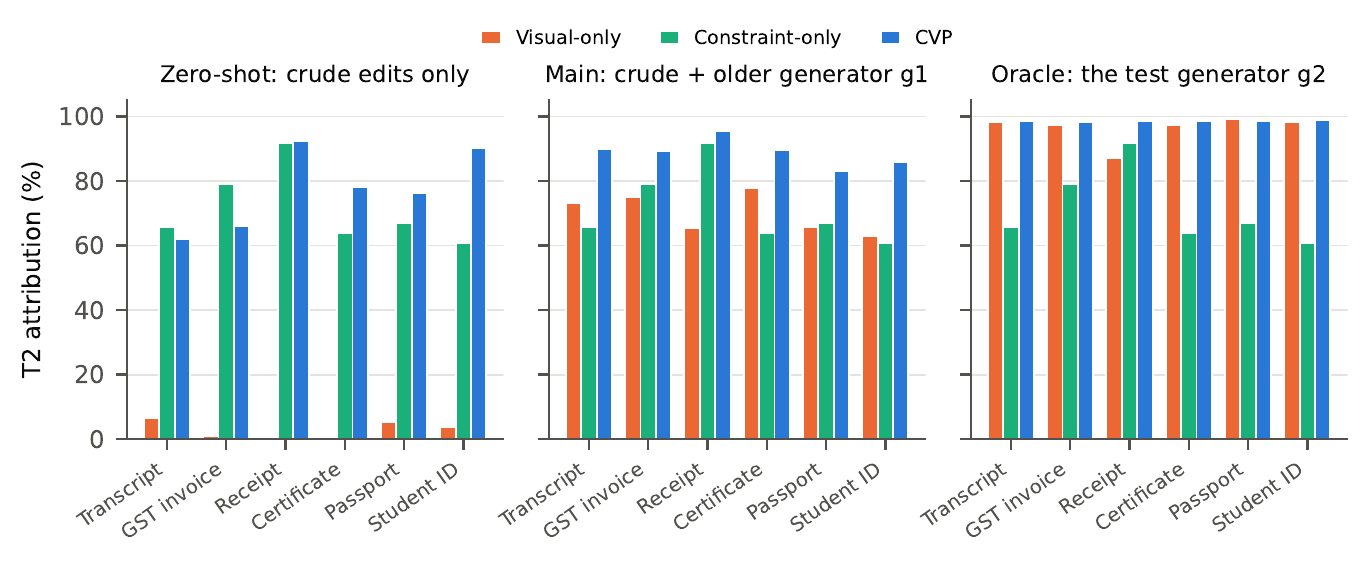 Visual-only Constraint-only CVP
Zero-shot: crude edits only
Main: crude + older generator g1
Oracle: the test generator g2
T2 attribution (%)
100
80
60
40
20
0
Transcript
GST invoice
Receipt
Certificate
Passport
Student ID
Transcript
GST invoice
Receipt
Certificate
Passport
Student ID
Transcript
GST invoice
Receipt
Certificate
Passport
Student ID